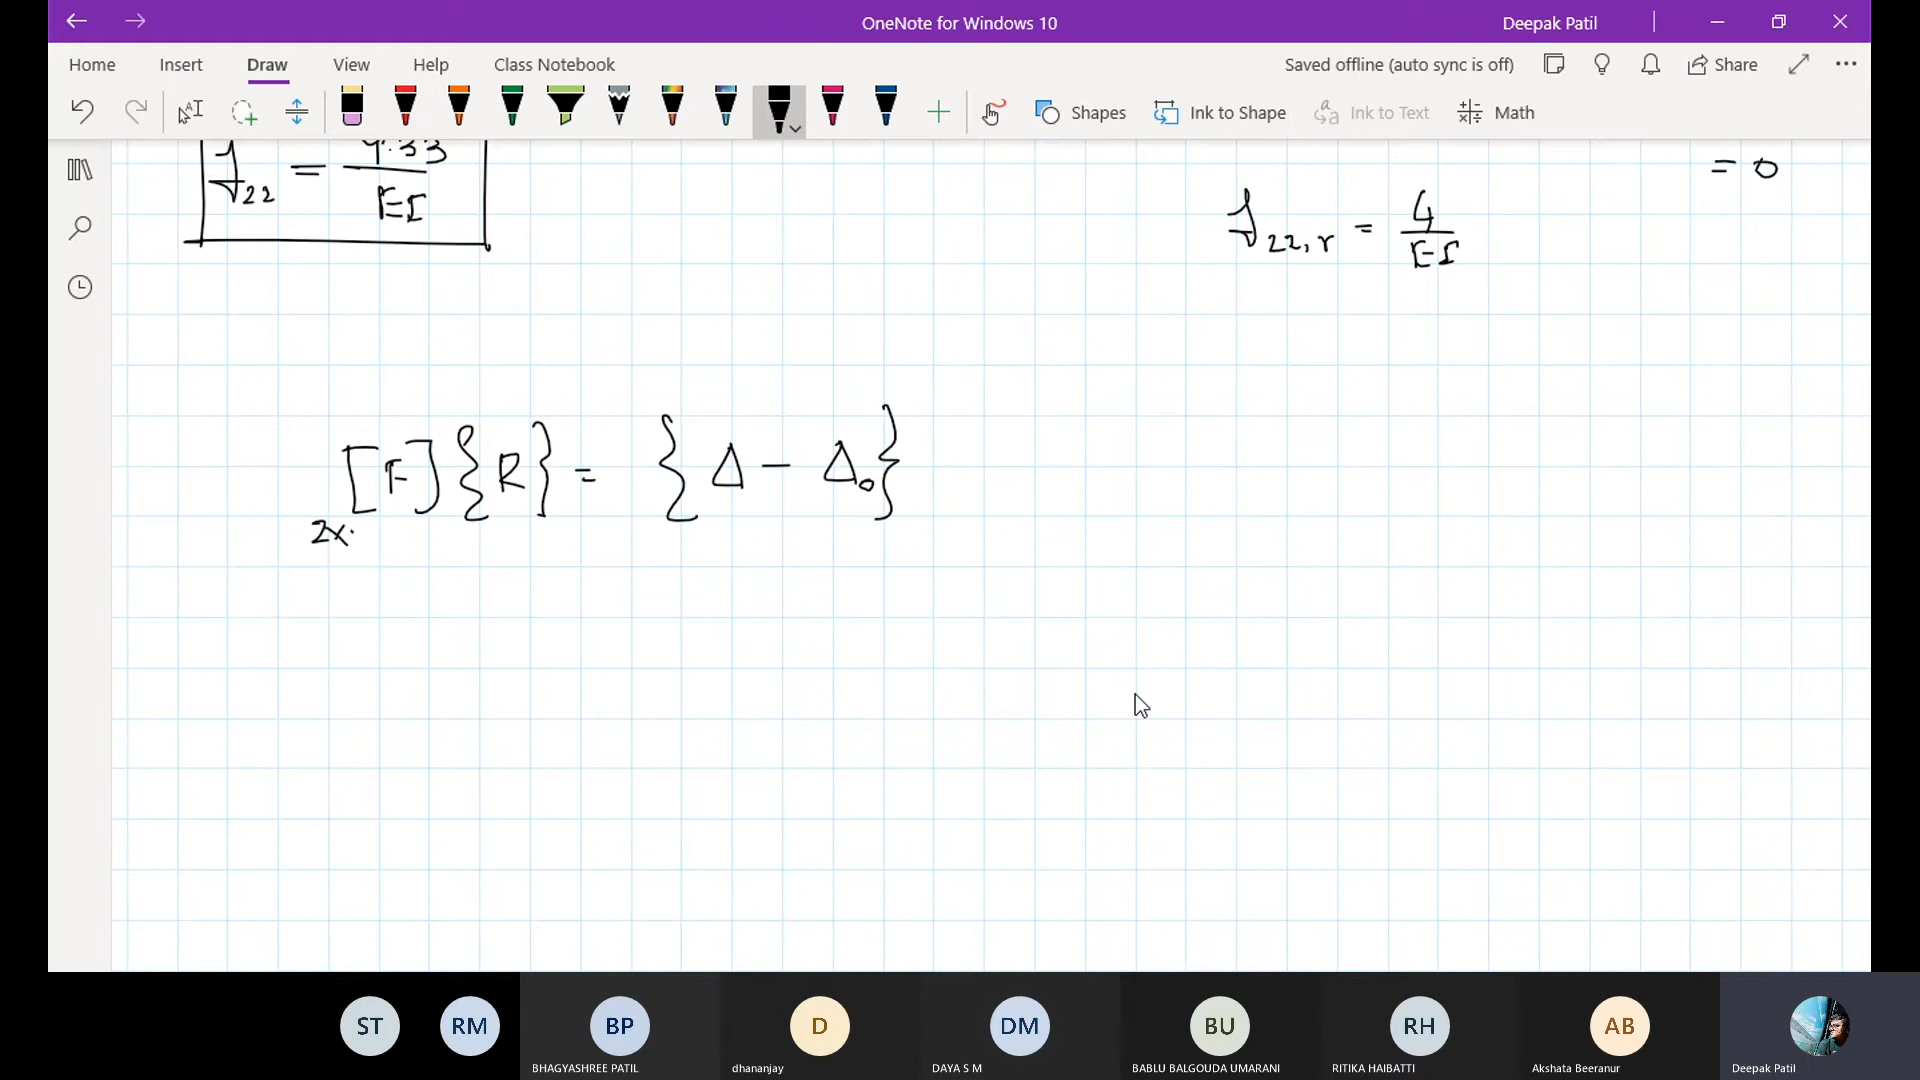 OneNote for Windows 10
Deepak Patil
Home Insert Draw View Help Class Notebook
Saved offline (auto sync is off) Share
Shapes Ink to Shape Ink to Text Math
f22 = 4.33 / EI
= 0
f22,r = 4 / EI
[F]{R} = {Δ - Δ0}
2x
ST RM BP D DM BU RH AB
BHAGYASHREE PATIL dhananjay DAYA S M BABLU BALGOUDA UMARANI RITIKA HAIBATTI Akshata Beeranur Deepak Patil